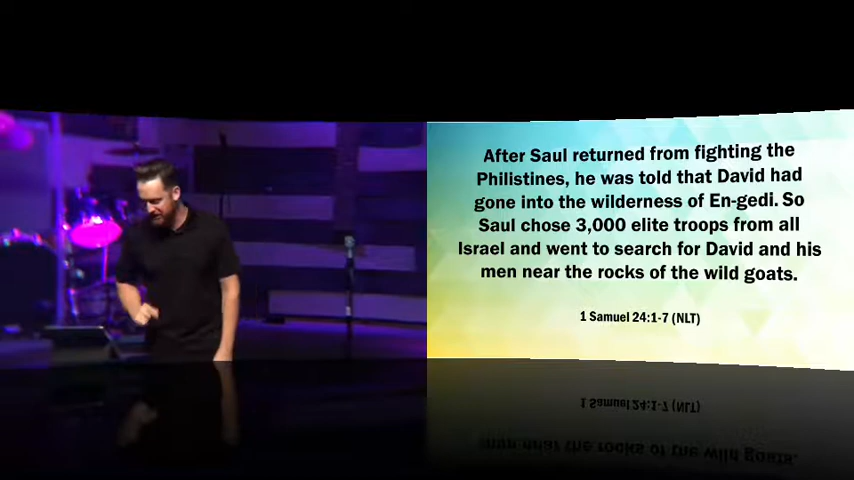 After Saul returned from fighting the
Philistines, he was told that David had
gone into the wilderness of En-gedi. So
Saul chose 3,000 elite troops from all
Israel and went to search for David and his
men near the rocks of the wild goats.
1 Samuel 24:1-7 (NLT)